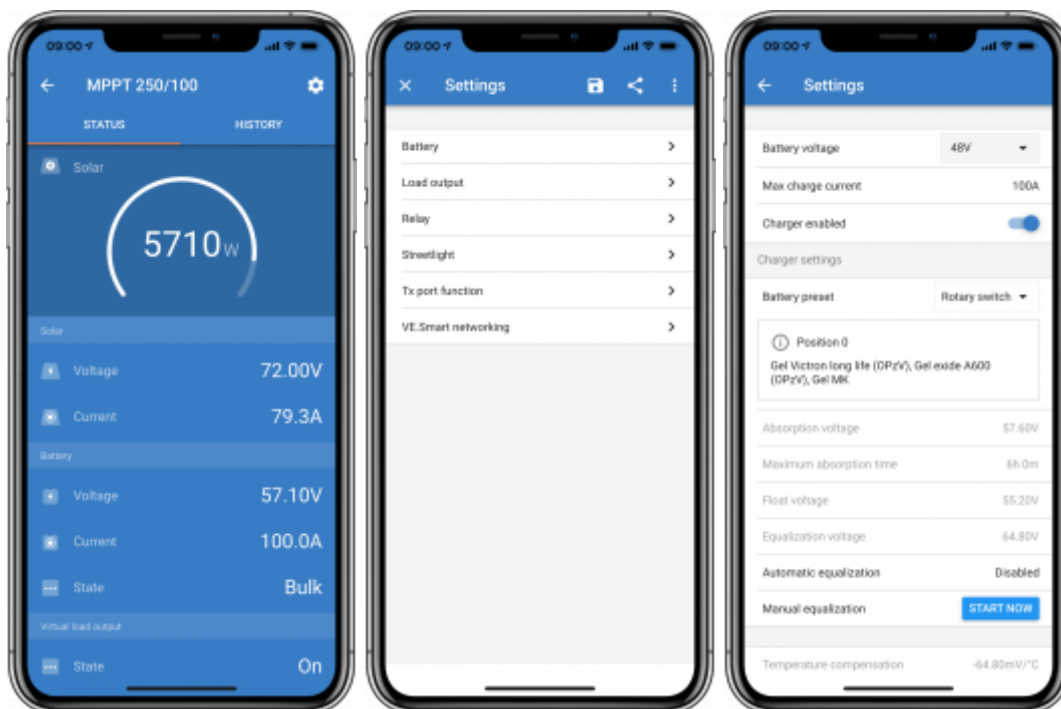 09:00
MPPT 250/100
STATUS HISTORY
Solar
5710W
Solar
Voltage 72.00V
Current 79.3A
Battery
Voltage 57.10V
Current 100.0A
State Bulk
Virtual load output
State On
09:00
Settings
Battery
Load output
Relay
Streetlight
Tx port function
VE.Smart networking
09:00
Settings
Battery voltage 48V
Max charge current 100A
Charger enabled
Charger settings
Battery preset Rotary switch
Position 0
Gel Victron long life (OPzV), Gel exide A600
(OPzV), Gel MK
Absorption voltage 57.60V
Maximum absorption time 6h 0m
Float voltage 55.20V
Equalization voltage 64.80V
Automatic equalization Disabled
Manual equalization START NOW
Temperature compensation -64.80mV/°C